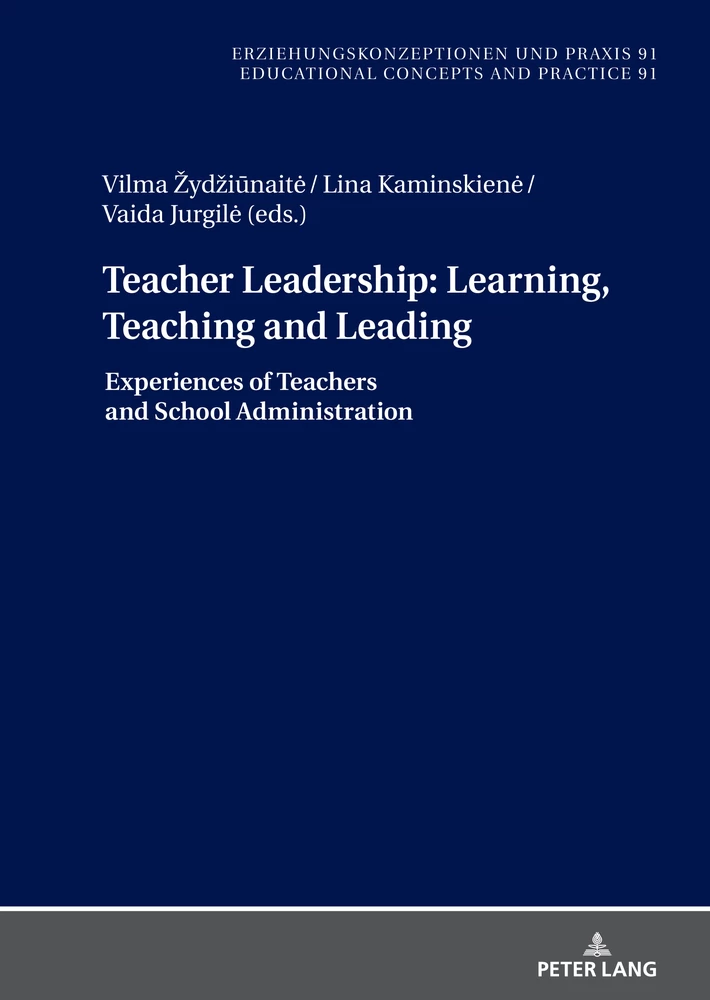 ERZIEHUNGSKONZEPTIONEN UND PRAXIS 91
EDUCATIONAL CONCEPTS AND PRACTICE 91
Vilma Žydžiūnaitė / Lina Kaminskienė /
Vaida Jurgilė (eds.)
Teacher Leadership: Learning,
Teaching and Leading
Experiences of Teachers
and School Administration
PETER LANG